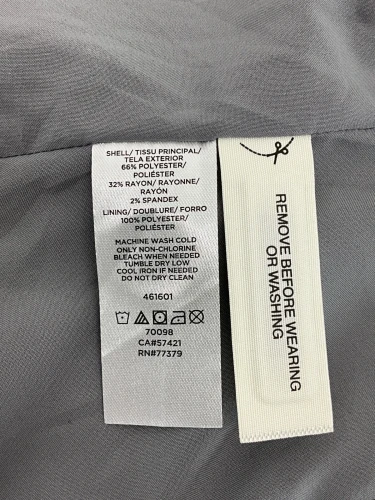 SHELL/ TISSU PRINCIPAL/
TELA EXTERIOR
66% POLYESTER/
POLIÉSTER
32% RAYON/ RAYONNE/
RAYÓN
2% SPANDEX
LINING/ DOUBLURE/ FORRO
100% POLYESTER/
POLIÉSTER
MACHINE WASH COLD
ONLY NON-CHLORINE
BLEACH WHEN NEEDED
TUMBLE DRY LOW
COOL IRON IF NEEDED
DO NOT DRY CLEAN
461601
70098
CA#57421
RN#77379
REMOVE BEFORE WEARING
OR WASHING